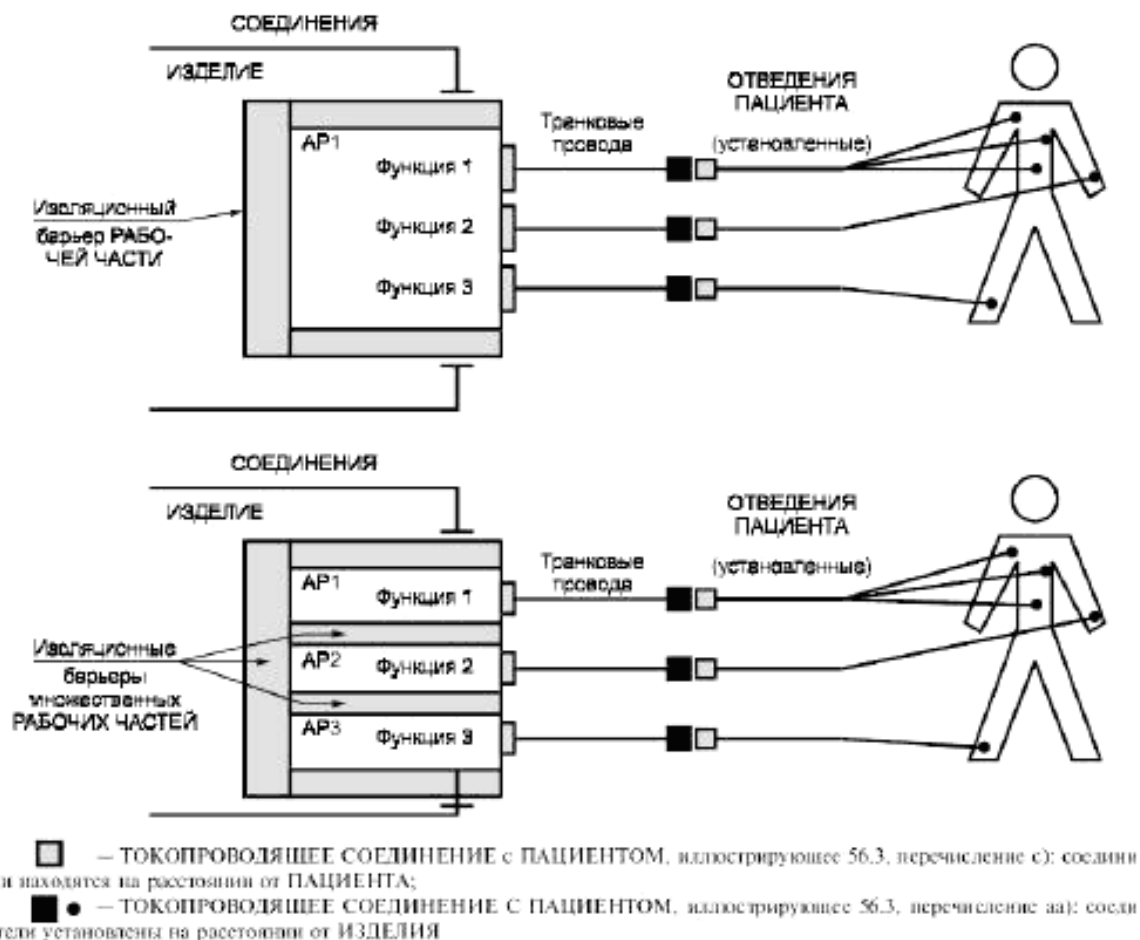 СОЕДИНЕНИЯ
ИЗДЕЛИЕ
AP1
Функция 1
Функция 2
Функция 3
Изоляционный
барьер РАБО-
ЧЕЙ ЧАСТИ
Транковые
провода
ОТВЕДЕНИЯ
ПАЦИЕНТА
(установленные)
СОЕДИНЕНИЯ
ИЗДЕЛИЕ
AP1
Функция 1
AP2
Функция 2
AP3
Функция 3
Изоляционные
барьеры
множественных
РАБОЧИХ ЧАСТЕЙ
Транковые
провода
ОТВЕДЕНИЯ
ПАЦИЕНТА
(установленные)
— ТОКОПРОВОДЯЩЕЕ СОЕДИНЕНИЕ с ПАЦИЕНТОМ, иллюстрирующее 56.3, перечисление с): соедини
и находятся на расстоянии от ПАЦИЕНТА;
— ТОКОПРОВОДЯЩЕЕ СОЕДИНЕНИЕ С ПАЦИЕНТОМ, иллюстрирующее 56.3, перечисление аа): соеди
тели установлены на расстоянии от ИЗДЕЛИЯ